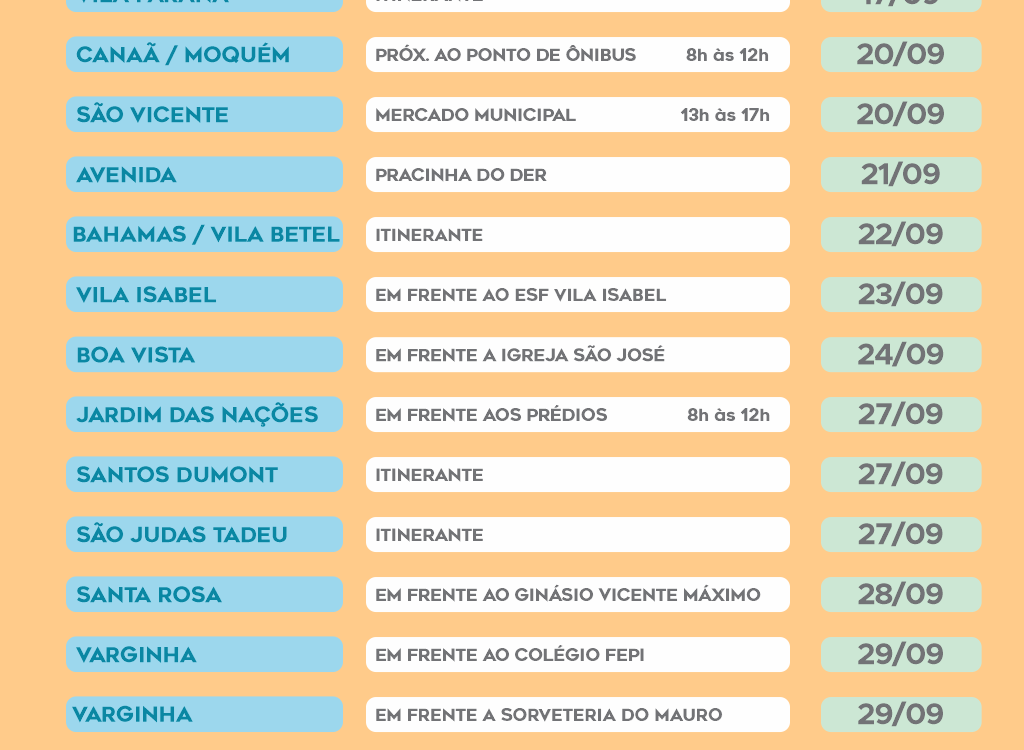 VILA PARANÁ ITINERANTE 17/09
CANAÃ / MOQUÉM PRÓX. AO PONTO DE ÔNIBUS 8h às 12h 20/09
SÃO VICENTE MERCADO MUNICIPAL 13h às 17h 20/09
AVENIDA PRACINHA DO DER 21/09
BAHAMAS / VILA BETEL ITINERANTE 22/09
VILA ISABEL EM FRENTE AO ESF VILA ISABEL 23/09
BOA VISTA EM FRENTE A IGREJA SÃO JOSÉ 24/09
JARDIM DAS NAÇÕES EM FRENTE AOS PRÉDIOS 8h às 12h 27/09
SANTOS DUMONT ITINERANTE 27/09
SÃO JUDAS TADEU ITINERANTE 27/09
SANTA ROSA EM FRENTE AO GINÁSIO VICENTE MÁXIMO 28/09
VARGINHA EM FRENTE AO COLÉGIO FEPI 29/09
VARGINHA EM FRENTE A SORVETERIA DO MAURO 29/09